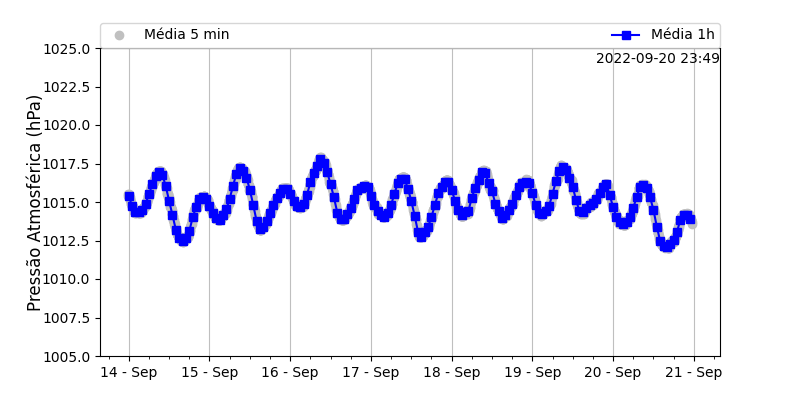 Média 5 min
Média 1h
2022-09-20 23:49
Pressão Atmosférica (hPa)
1025.0
1022.5
1020.0
1017.5
1015.0
1012.5
1010.0
1007.5
1005.0
14 - Sep
15 - Sep
16 - Sep
17 - Sep
18 - Sep
19 - Sep
20 - Sep
21 - Sep